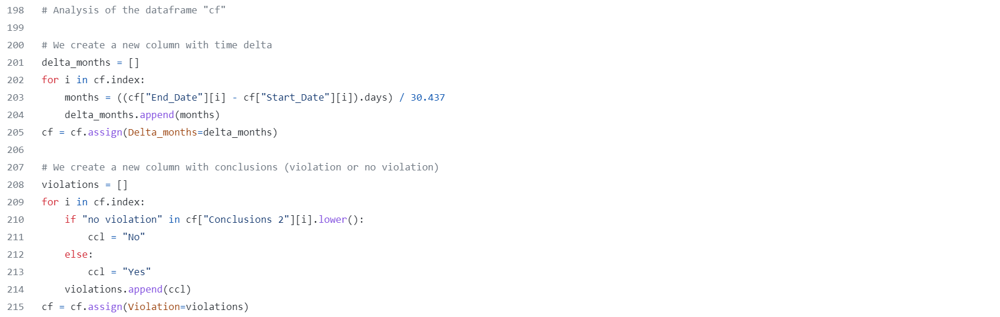 198 # Analysis of the dataframe "cf"
199
200 # We create a new column with time delta
201 delta_months = []
202 for i in cf.index:
203     months = ((cf["End_Date"][i] - cf["Start_Date"][i]).days) / 30.437
204     delta_months.append(months)
205 cf = cf.assign(Delta_months=delta_months)
206
207 # We create a new column with conclusions (violation or no violation)
208 violations = []
209 for i in cf.index:
210     if "no violation" in cf["Conclusions 2"][i].lower():
211         ccl = "No"
212     else:
213         ccl = "Yes"
214     violations.append(ccl)
215 cf = cf.assign(Violation=violations)